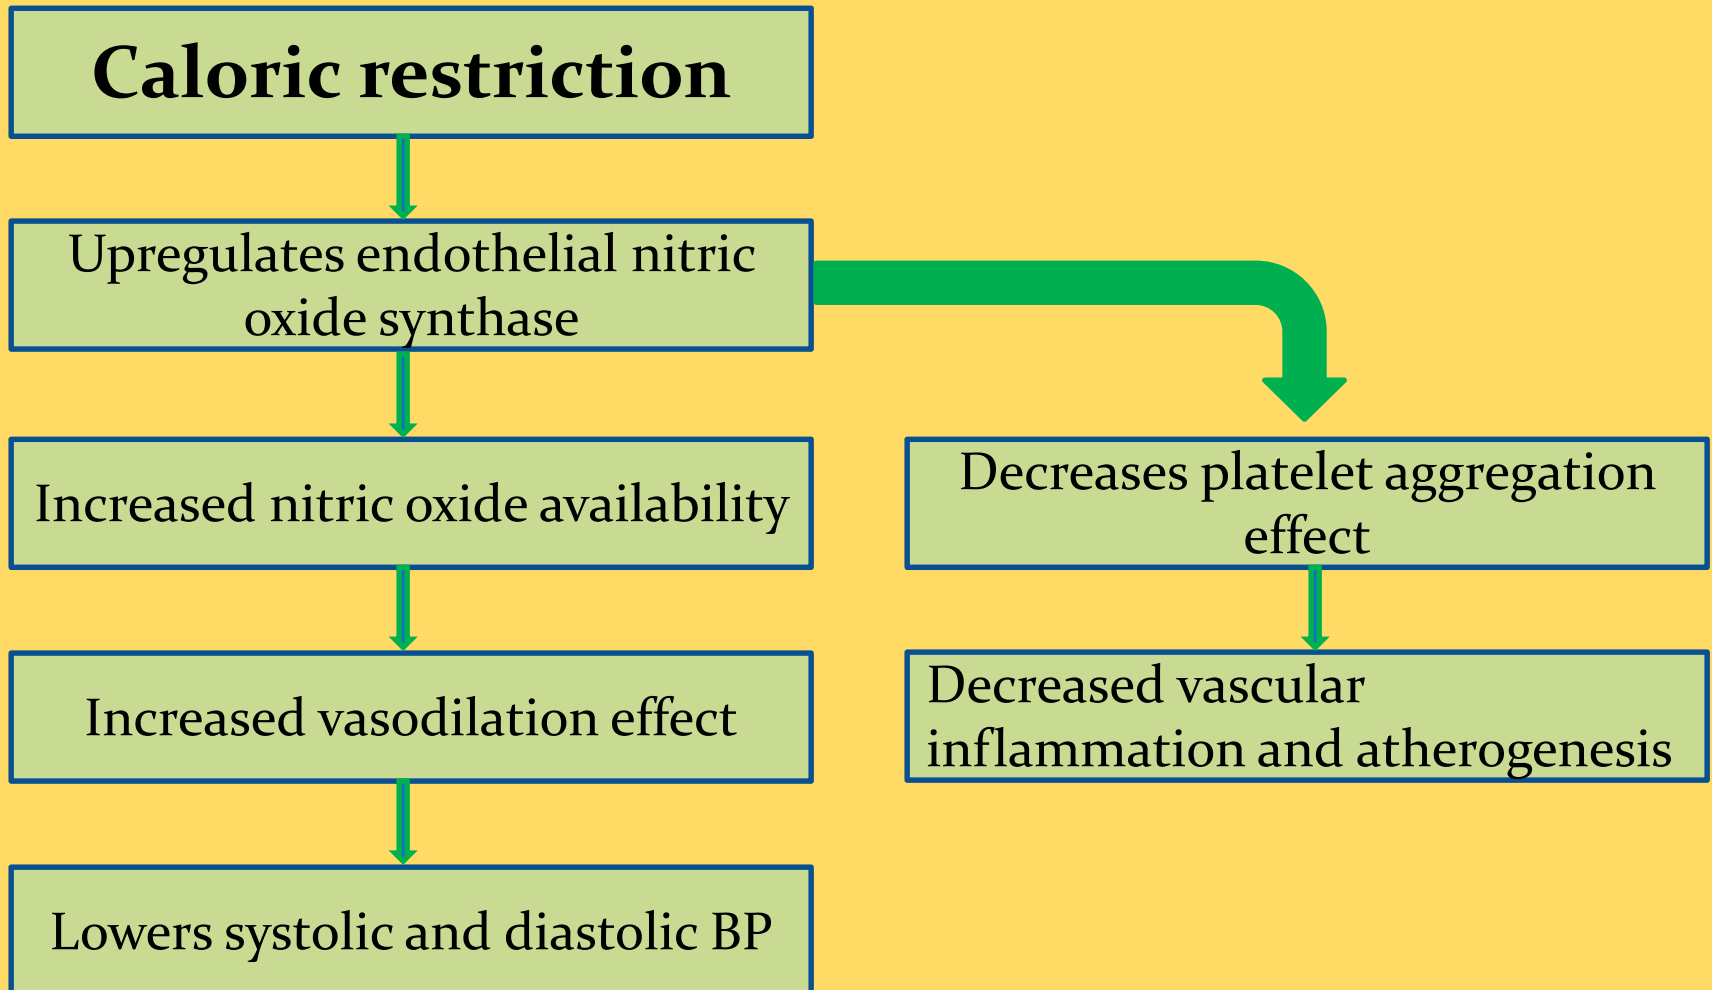 Caloric restriction
Upregulates endothelial nitric
oxide synthase
Increased nitric oxide availability
Decreases platelet aggregation
effect
Increased vasodilation effect
Decreased vascular
inflammation and atherogenesis
Lowers systolic and diastolic BP